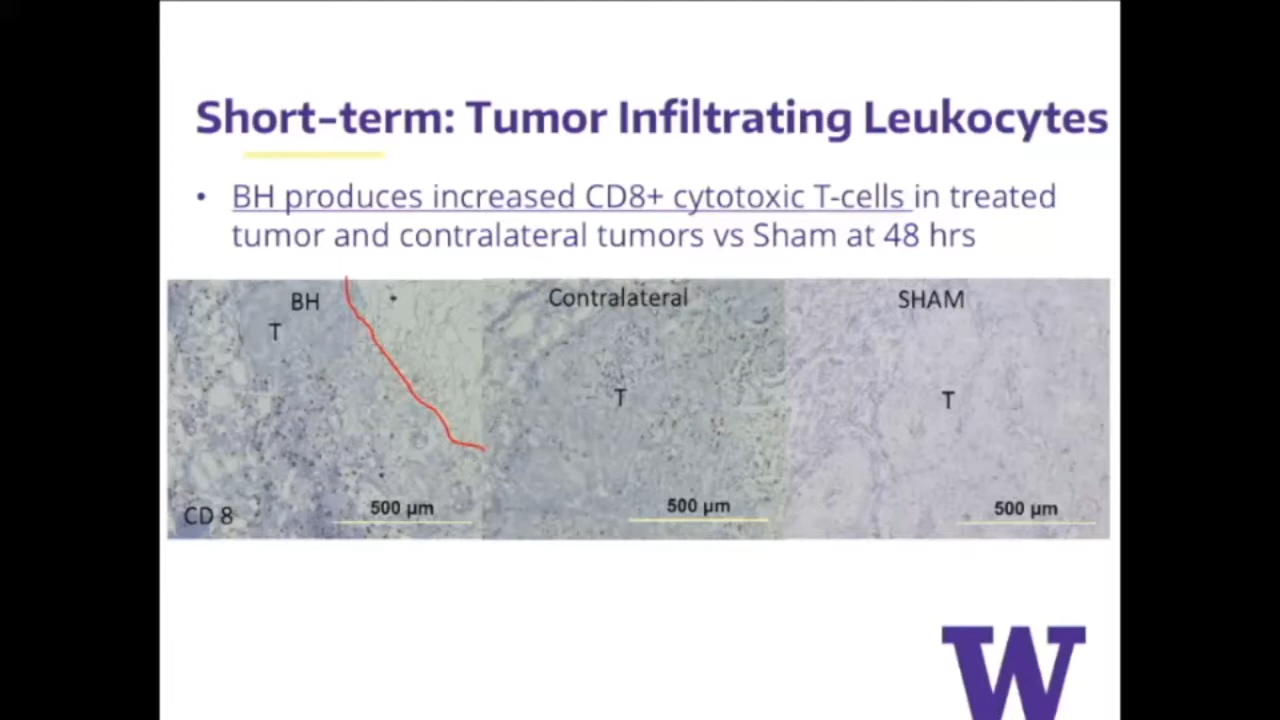 Short-term: Tumor Infiltrating Leukocytes
• BH produces increased CD8+ cytotoxic T-cells in treated
tumor and contralateral tumors vs Sham at 48 hrs
BH
T
CD 8
500 µm
Contralateral
T
500 µm
SHAM
T
500 µm
W